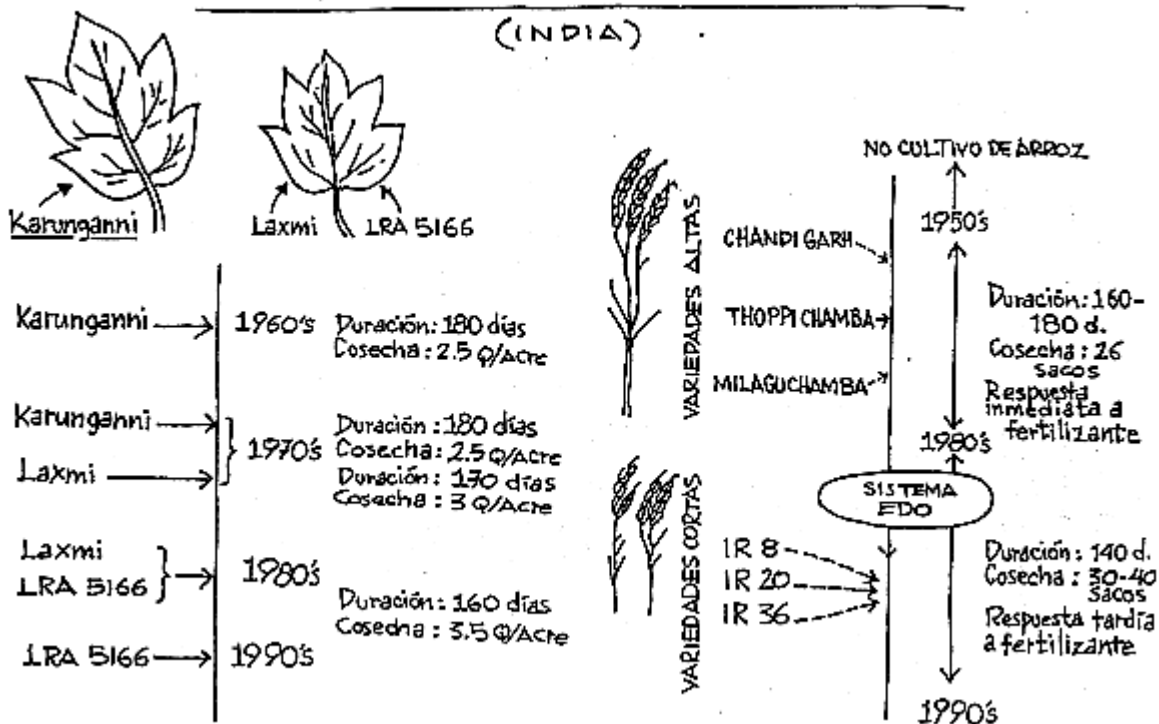 (INDIA)
Karunganni
Laxmi
LRA 5166
Karunganni
1960's
Duración: 180 días
Cosecha: 2.5 Q/Acre
Karunganni
Laxmi
1970's
Duración: 180 días
Cosecha: 2.5 Q/Acre
Duración: 170 días
Cosecha: 3 Q/Acre
Laxmi
LRA 5166
1980's
Duración: 160 días
Cosecha: 3.5 Q/Acre
LRA 5166
1990's
VARIEDADES ALTAS
NO CULTIVO DE ARROZ
1950's
CHANDIGARH
THOPPICHAMBA
MILAGUCHAMBA
Duración: 160-
180 d.
Cosecha: 26
sacos
Respuesta
inmediata a
fertilizante
1980's
SISTEMA
EDO
VARIEDADES CORTAS
IR 8
IR 20
IR 36
Duración: 140 d.
Cosecha: 30-40
sacos
Respuesta tardía
a fertilizante
1990's